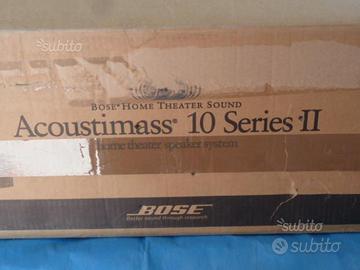 subito
subito
BOSE® HOME THEATER SOUND
Acoustimass® 10 Series II
home theater speaker system
BOSE
Better sound through research
subito
subito